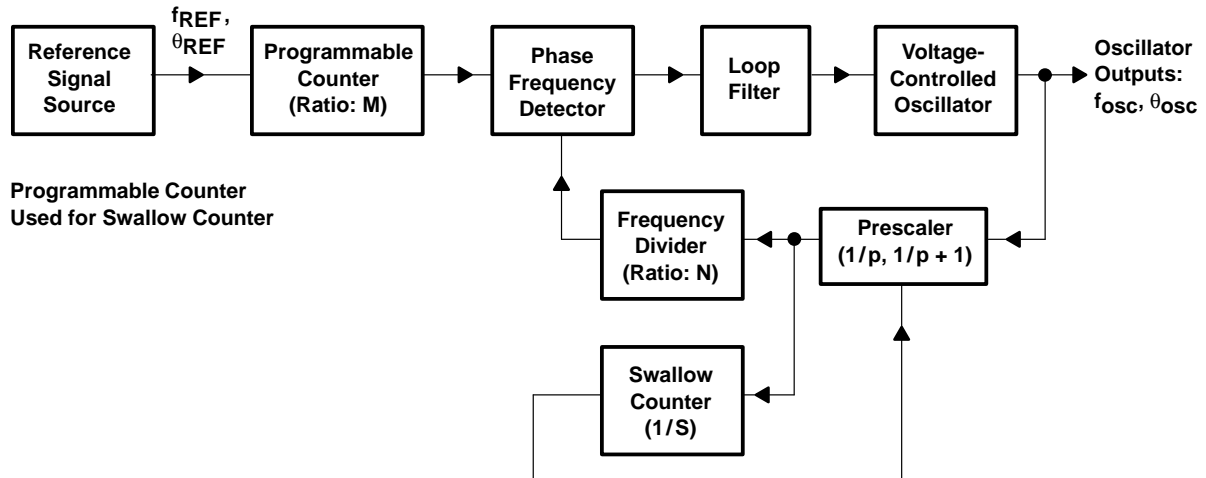 fREF,
θREF
Reference
Signal
Source
Programmable
Counter
(Ratio: M)
Phase
Frequency
Detector
Loop
Filter
Voltage-
Controlled
Oscillator
Oscillator
Outputs:
fosc, θosc
Programmable Counter
Used for Swallow Counter
Frequency
Divider
(Ratio: N)
Prescaler
(1/p, 1/p + 1)
Swallow
Counter
(1/S)